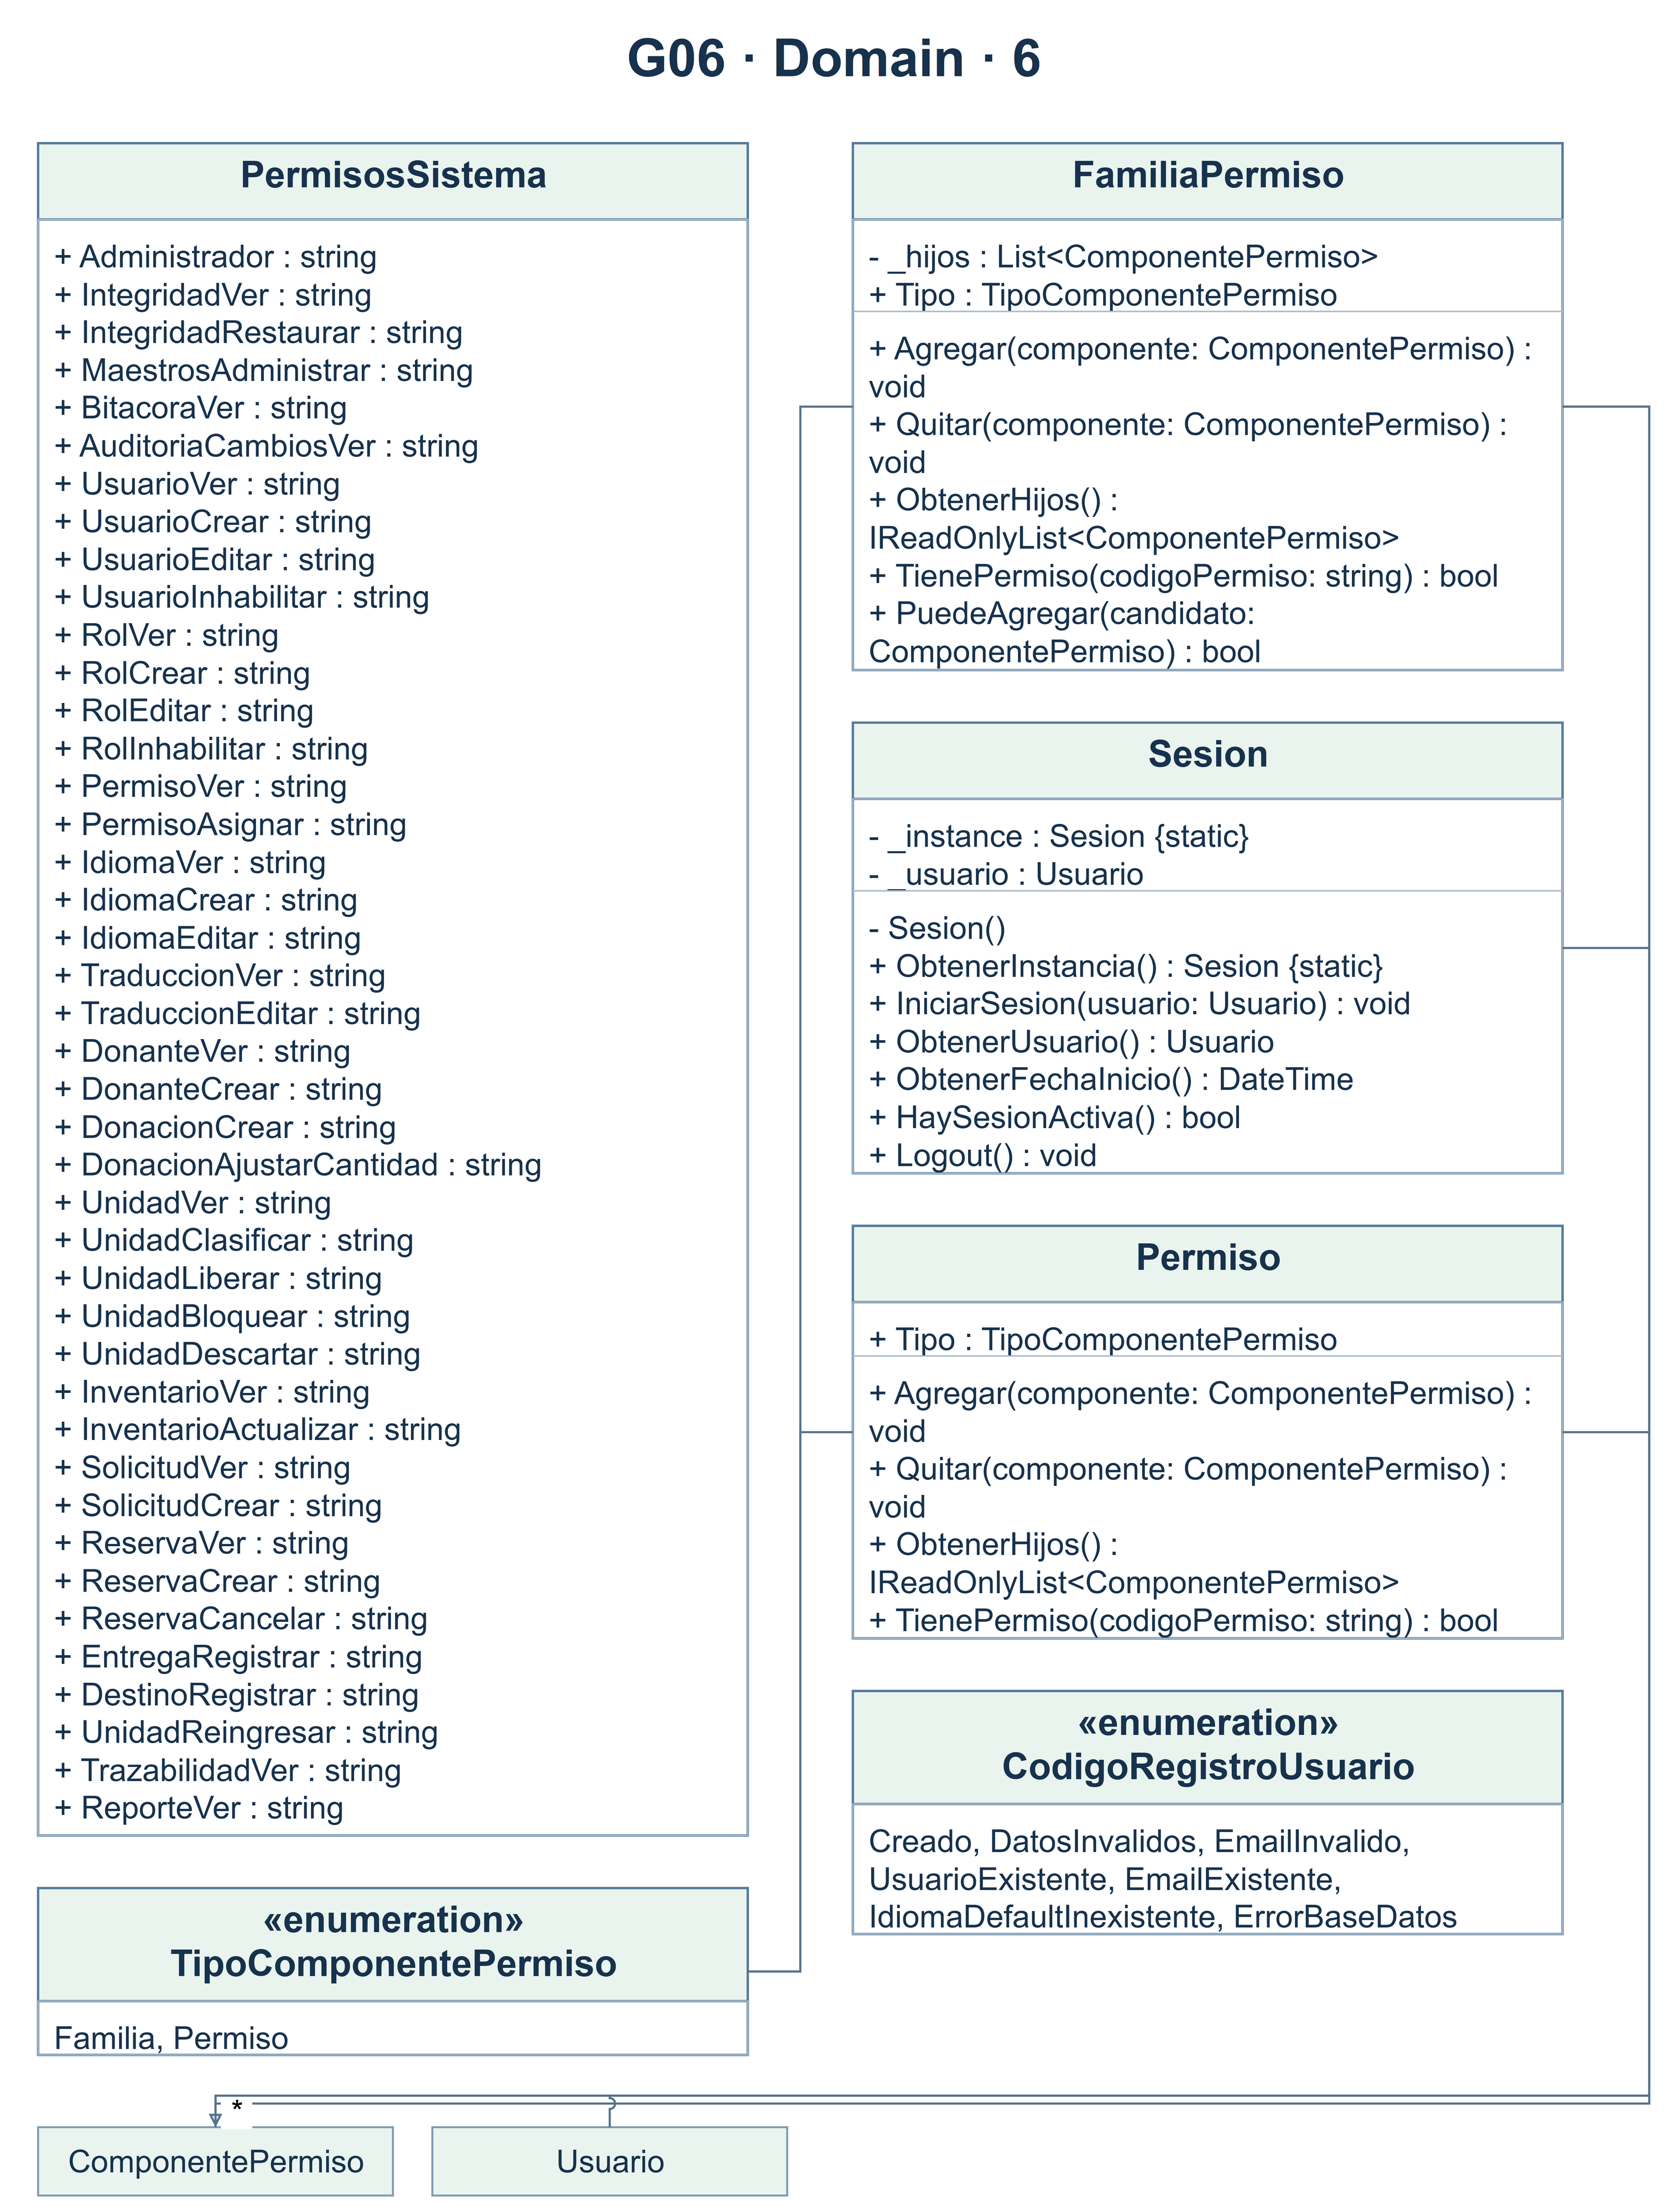 G06 · Domain · 6
PermisosSistema
+ Administrador : string
+ IntegridadVer : string
+ IntegridadRestaurar : string
+ MaestrosAdministrar : string
+ BitacoraVer : string
+ AuditoriaCambiosVer : string
+ UsuarioVer : string
+ UsuarioCrear : string
+ UsuarioEditar : string
+ UsuarioInhabilitar : string
+ RolVer : string
+ RolCrear : string
+ RolEditar : string
+ RolInhabilitar : string
+ PermisoVer : string
+ PermisoAsignar : string
+ IdiomaVer : string
+ IdiomaCrear : string
+ IdiomaEditar : string
+ TraduccionVer : string
+ TraduccionEditar : string
+ DonanteVer : string
+ DonanteCrear : string
+ DonacionCrear : string
+ DonacionAjustarCantidad : string
+ UnidadVer : string
+ UnidadClasificar : string
+ UnidadLiberar : string
+ UnidadBloquear : string
+ UnidadDescartar : string
+ InventarioVer : string
+ InventarioActualizar : string
+ SolicitudVer : string
+ SolicitudCrear : string
+ ReservaVer : string
+ ReservaCrear : string
+ ReservaCancelar : string
+ EntregaRegistrar : string
+ DestinoRegistrar : string
+ UnidadReingresar : string
+ TrazabilidadVer : string
+ ReporteVer : string
«enumeration»
TipoComponentePermiso
Familia, Permiso
FamiliaPermiso
- _hijos : List<ComponentePermiso>
+ Tipo : TipoComponentePermiso
+ Agregar(componente: ComponentePermiso) :
void
+ Quitar(componente: ComponentePermiso) :
void
+ ObtenerHijos() :
IReadOnlyList<ComponentePermiso>
+ TienePermiso(codigoPermiso: string) : bool
+ PuedeAgregar(candidato:
ComponentePermiso) : bool
Sesion
- _instance : Sesion {static}
- _usuario : Usuario
- Sesion()
+ ObtenerInstancia() : Sesion {static}
+ IniciarSesion(usuario: Usuario) : void
+ ObtenerUsuario() : Usuario
+ ObtenerFechaInicio() : DateTime
+ HaySesionActiva() : bool
+ Logout() : void
Permiso
+ Tipo : TipoComponentePermiso
+ Agregar(componente: ComponentePermiso) :
void
+ Quitar(componente: ComponentePermiso) :
void
+ ObtenerHijos() :
IReadOnlyList<ComponentePermiso>
+ TienePermiso(codigoPermiso: string) : bool
«enumeration»
CodigoRegistroUsuario
Creado, DatosInvalidos, EmailInvalido,
UsuarioExistente, EmailExistente,
IdiomaDefaultInexistente, ErrorBaseDatos
*
ComponentePermiso
Usuario